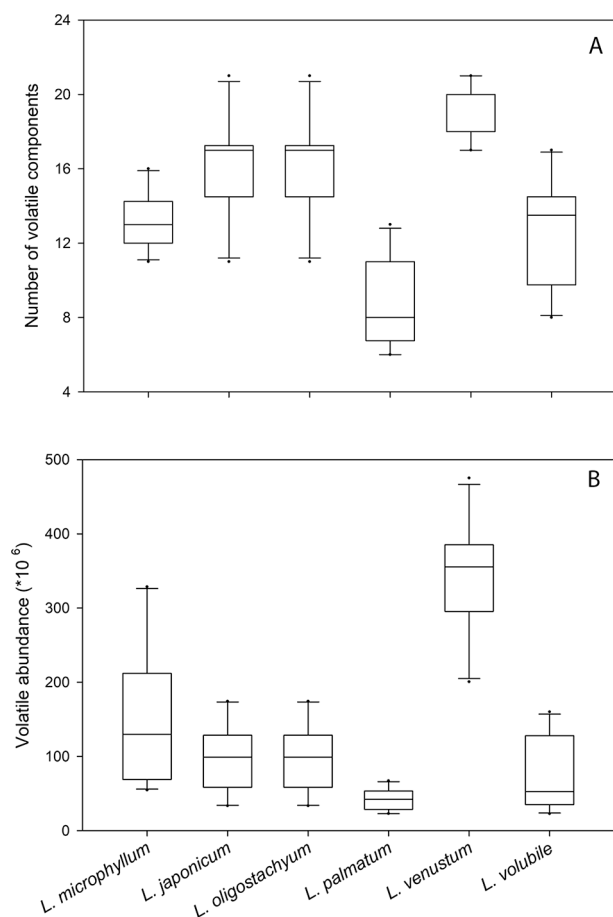 24
A
20
16
12
8
4
Number of volatile components
500
B
400
300
200
100
0
Volatile abundance (*10 6)
L. microphyllum
L. japonicum
L. oligostachyum
L. palmatum
L. venustum
L. volubile